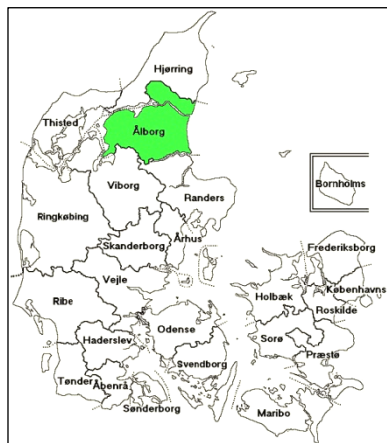 Hjørring
Thisted
Ålborg
Viborg
Randers
Bornholms
Ringkøbing
Århus
Skanderborg
Frederiksborg
Vejle
Københavns
Holbæk
Ribe
Roskilde
Odense
Haderslev
Sorø
Præstø
Svendborg
Tønder
Åbenrå
Sønderborg
Maribo